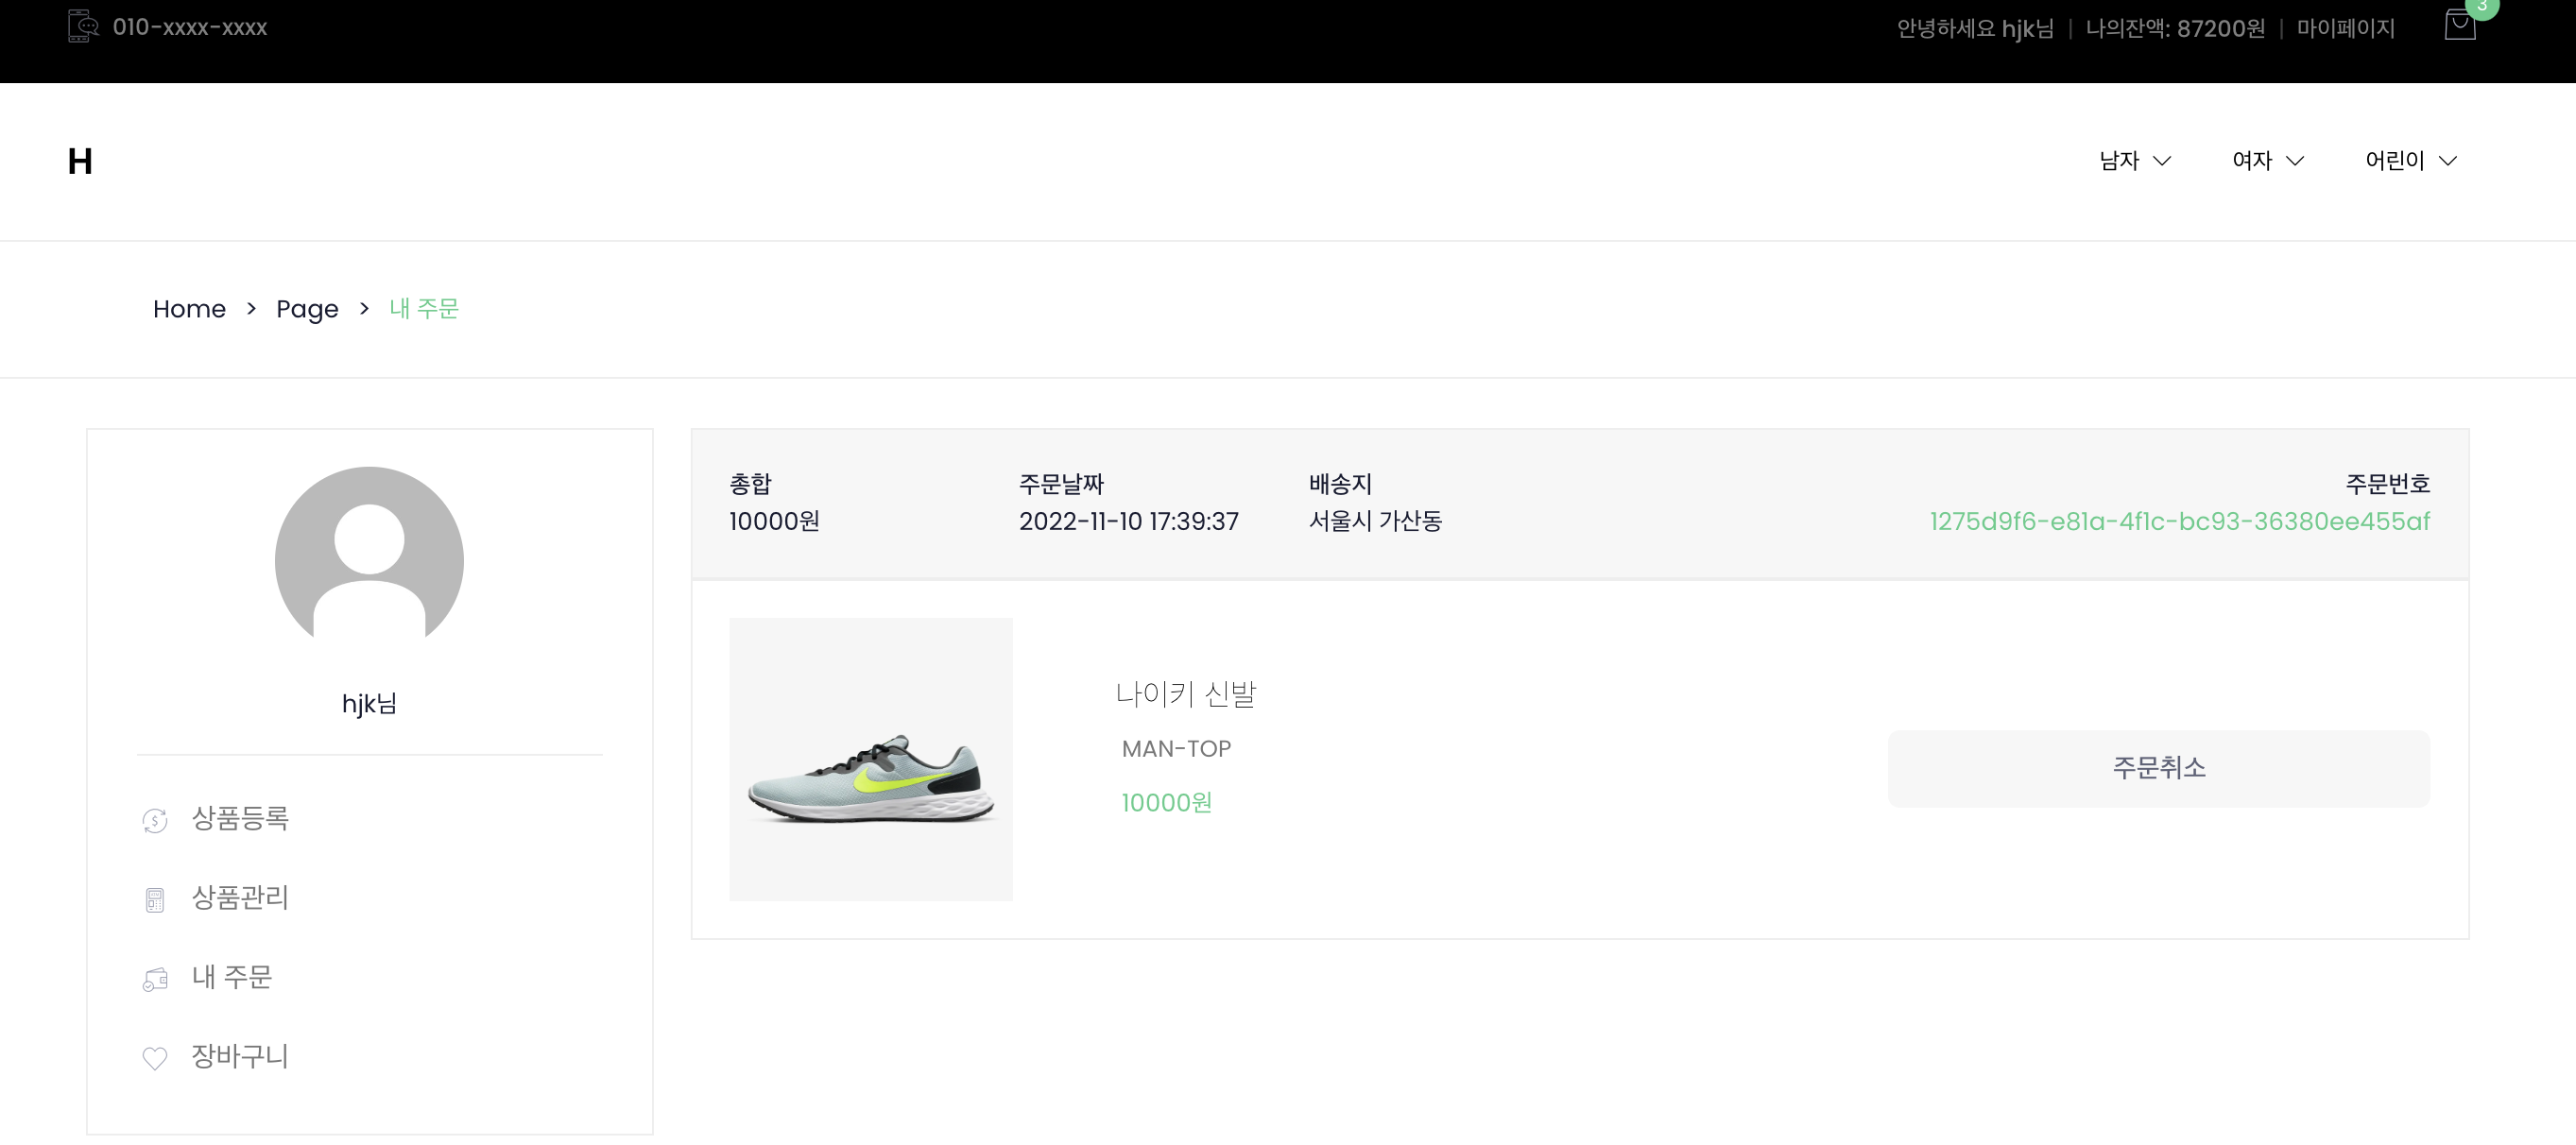 010-xxxx-xxxx
안녕하세요 hjk님 | 나의잔액: 87200원 | 마이페이지
3
H
남자
여자
어린이
Home > Page > 내 주문
hjk님
상품등록
상품관리
내 주문
장바구니
총합
10000원
주문날짜
2022-11-10 17:39:37
배송지
서울시 가산동
주문번호
1275d9f6-e81a-4f1c-bc93-36380ee455af
나이키 신발
MAN-TOP
10000원
주문취소